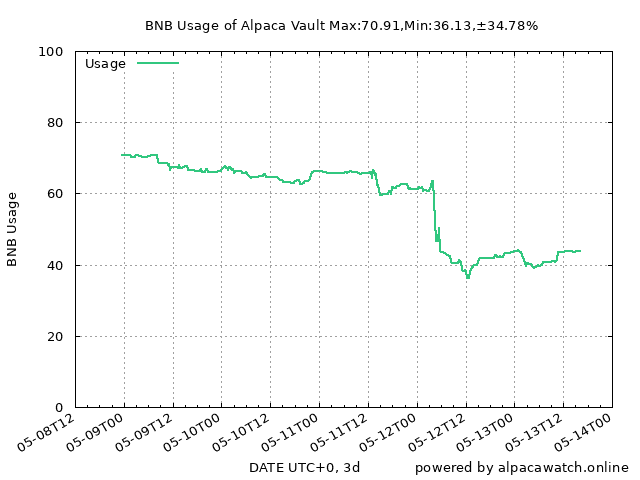 BNB Usage of Alpaca Vault Max:70.91,Min:36.13,±34.78%
100
80
60
40
20
0
BNB Usage
Usage
05-08T12
05-09T00
05-09T12
05-10T00
05-10T12
05-11T00
05-11T12
05-12T00
05-12T12
05-13T00
05-13T12
05-14T00
DATE UTC+0, 3d
powered by alpacawatch.online